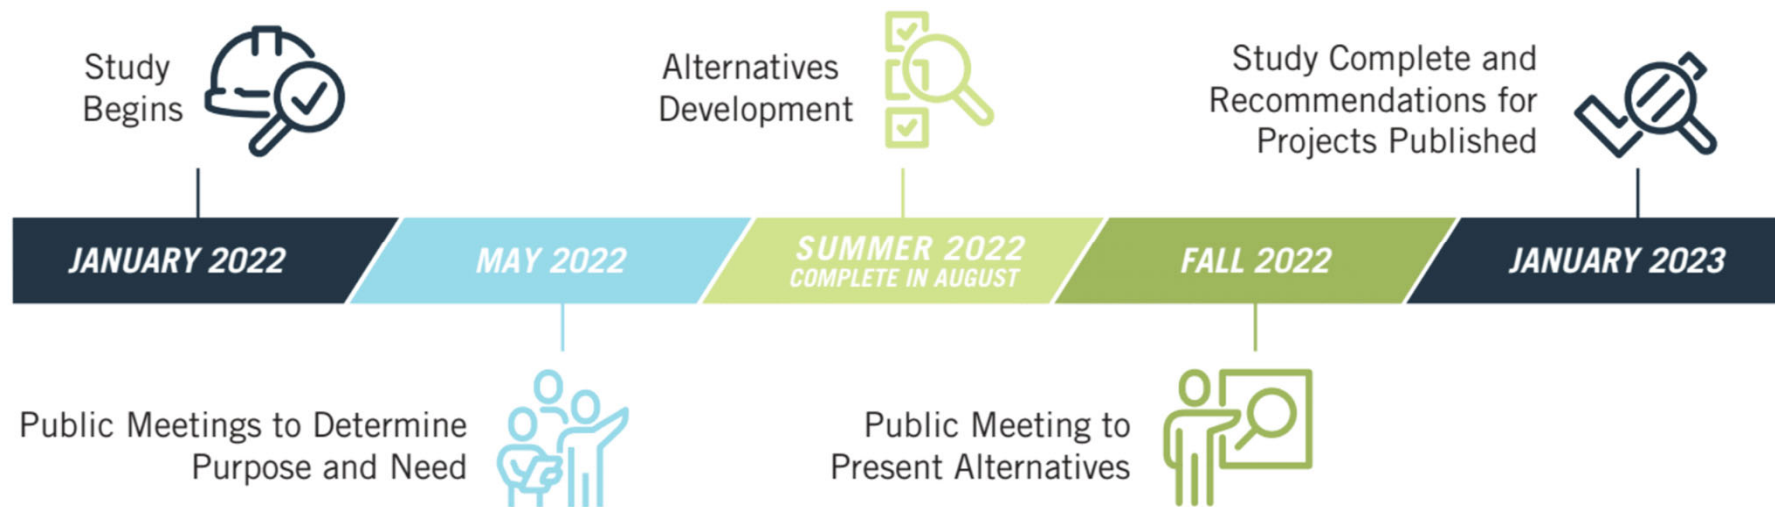 Study
Begins
Alternatives
Development
Study Complete and
Recommendations for
Projects Published
JANUARY 2022
MAY 2022
SUMMER 2022
COMPLETE IN AUGUST
FALL 2022
JANUARY 2023
Public Meetings to Determine
Purpose and Need
Public Meeting to
Present Alternatives